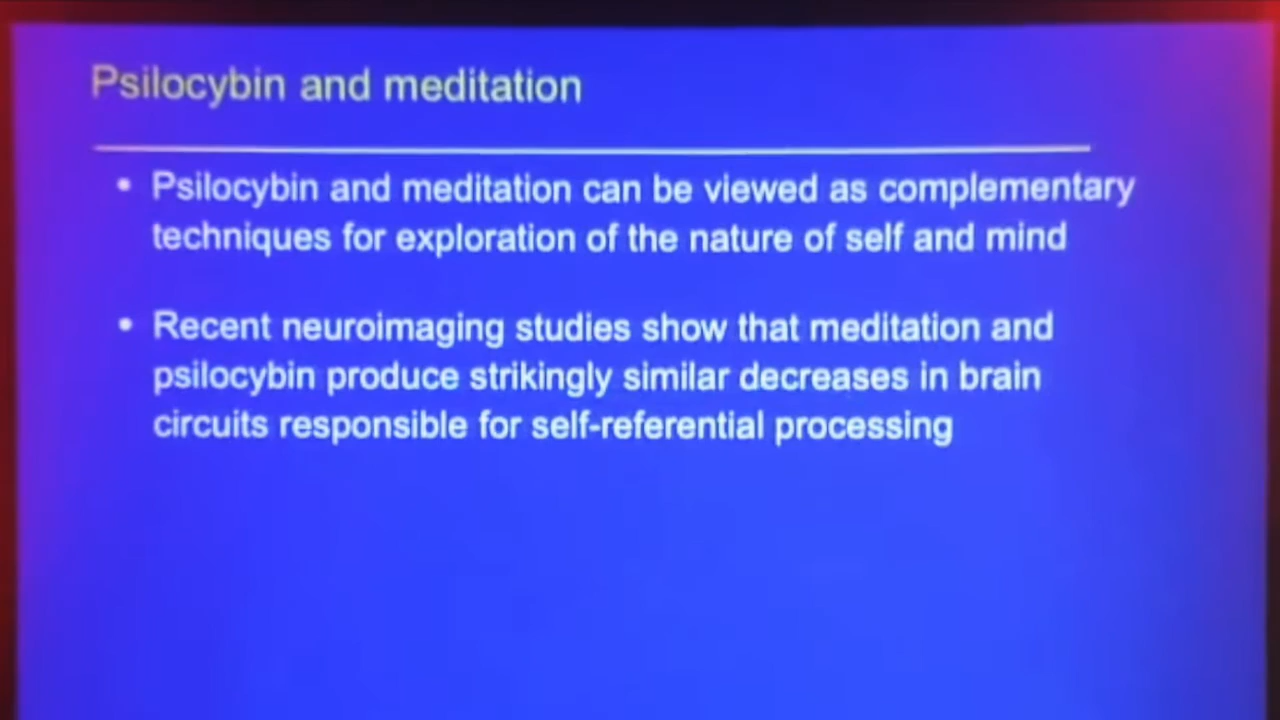 Psilocybin and meditation
• Psilocybin and meditation can be viewed as complementary
techniques for exploration of the nature of self and mind
• Recent neuroimaging studies show that meditation and
psilocybin produce strikingly similar decreases in brain
circuits responsible for self-referential processing